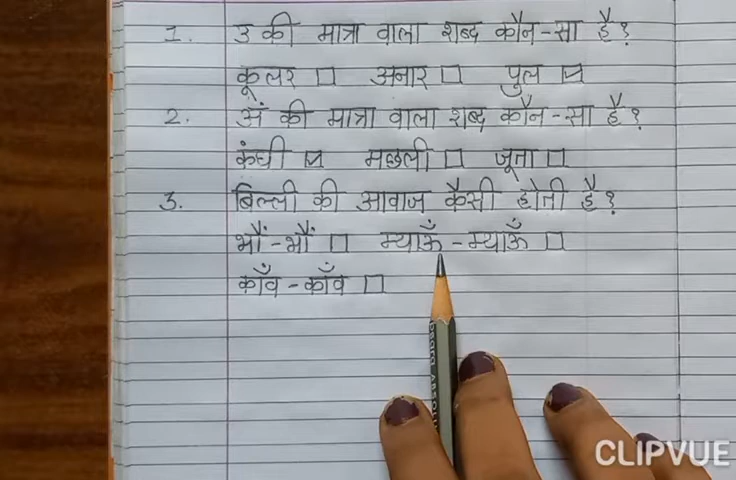 1. उ की मात्रा वाला शब्द कौन-सा है?
कूलर □ अनार □ पुल ☑
2. अं की मात्रा वाला शब्द कौन-सा है?
कंघी ☑ मछली □ जूता □
3. बिल्ली की आवाज़ कैसी होती है?
भौं-भौं □ म्याऊँ-म्याऊँ □
काँव-काँव □
CLIPVUE